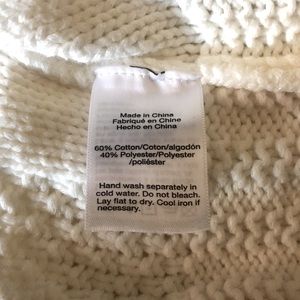 Made in China
Fabriqué en Chine
Hecho en China
60% Cotton/Coton/algodón
40% Polyester/Polyester
/poliéster
Hand wash separately in
cold water. Do not bleach.
Lay flat to dry. Cool iron if
necessary.